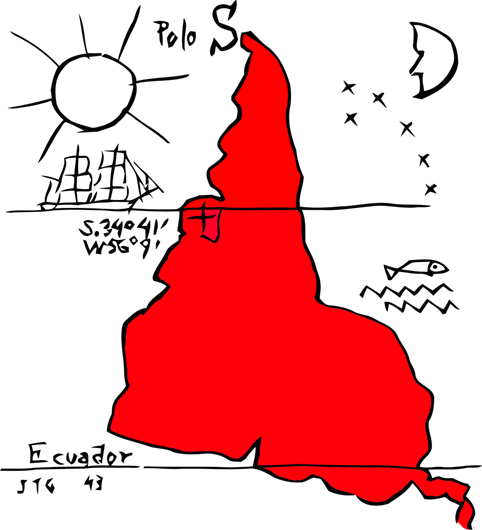 Polo S
S.34°41'
W56°9'
Ecuador
JTG 43